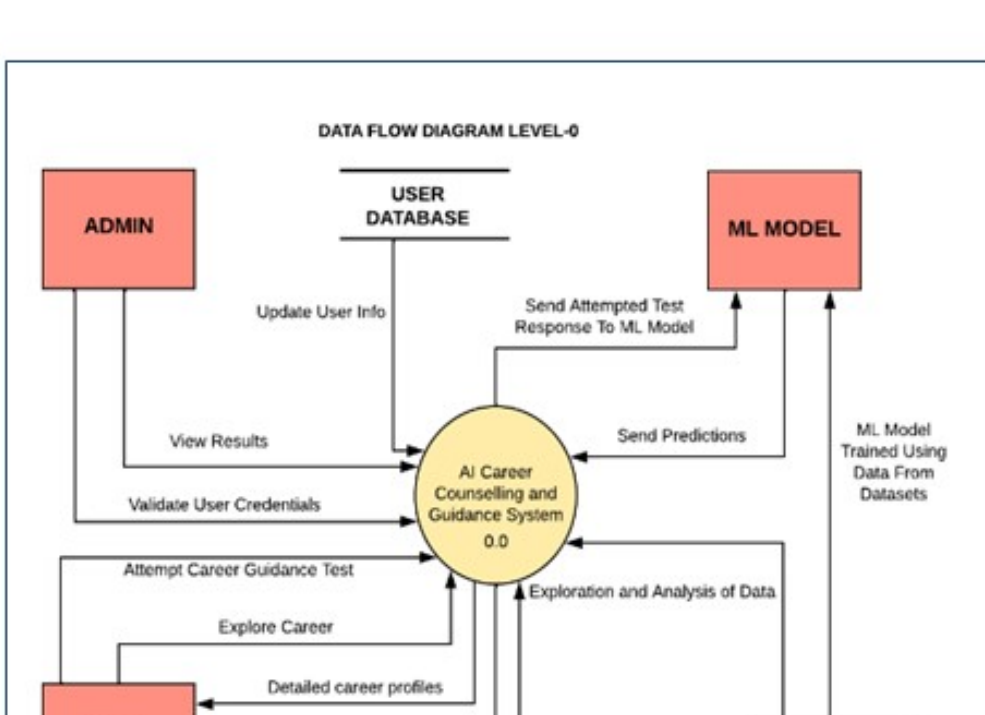 DATA FLOW DIAGRAM LEVEL-0
ADMIN
USER
DATABASE
ML MODEL
Update User Info
Send Attempted Test
Response To ML Model
View Results
Send Predictions
ML Model
Trained Using
Data From
Datasets
AI Career
Counselling and
Guidance System
0.0
Validate User Credentials
Attempt Career Guidance Test
Exploration and Analysis of Data
Explore Career
Detailed career profiles